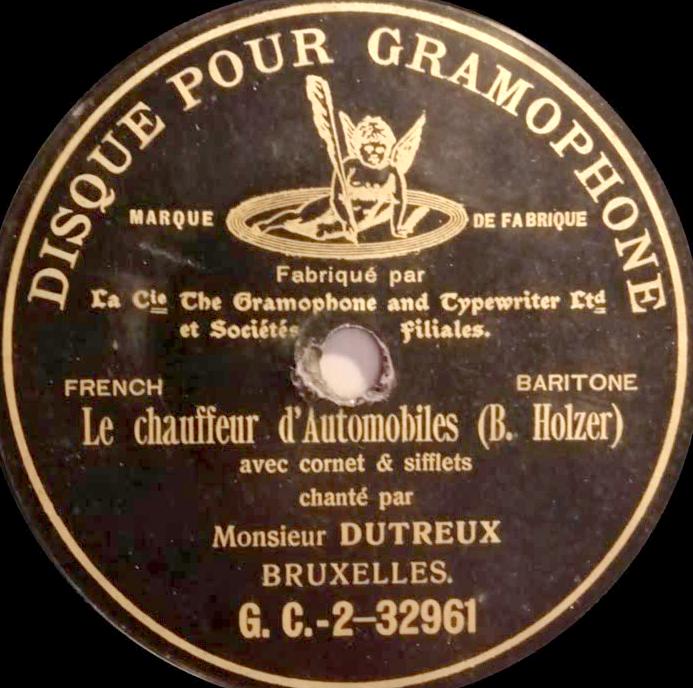 DISQUE POUR GRAMOPHONE
MARQUE DE FABRIQUE
Fabriqué par
La Cie The Gramophone and Typewriter Ltd
et Sociétés Filiales.
FRENCH BARITONE
Le chauffeur d'Automobiles (B. Holzer)
avec cornet & sifflets
chanté par
Monsieur DUTREUX
BRUXELLES.
G. C.-2–32961